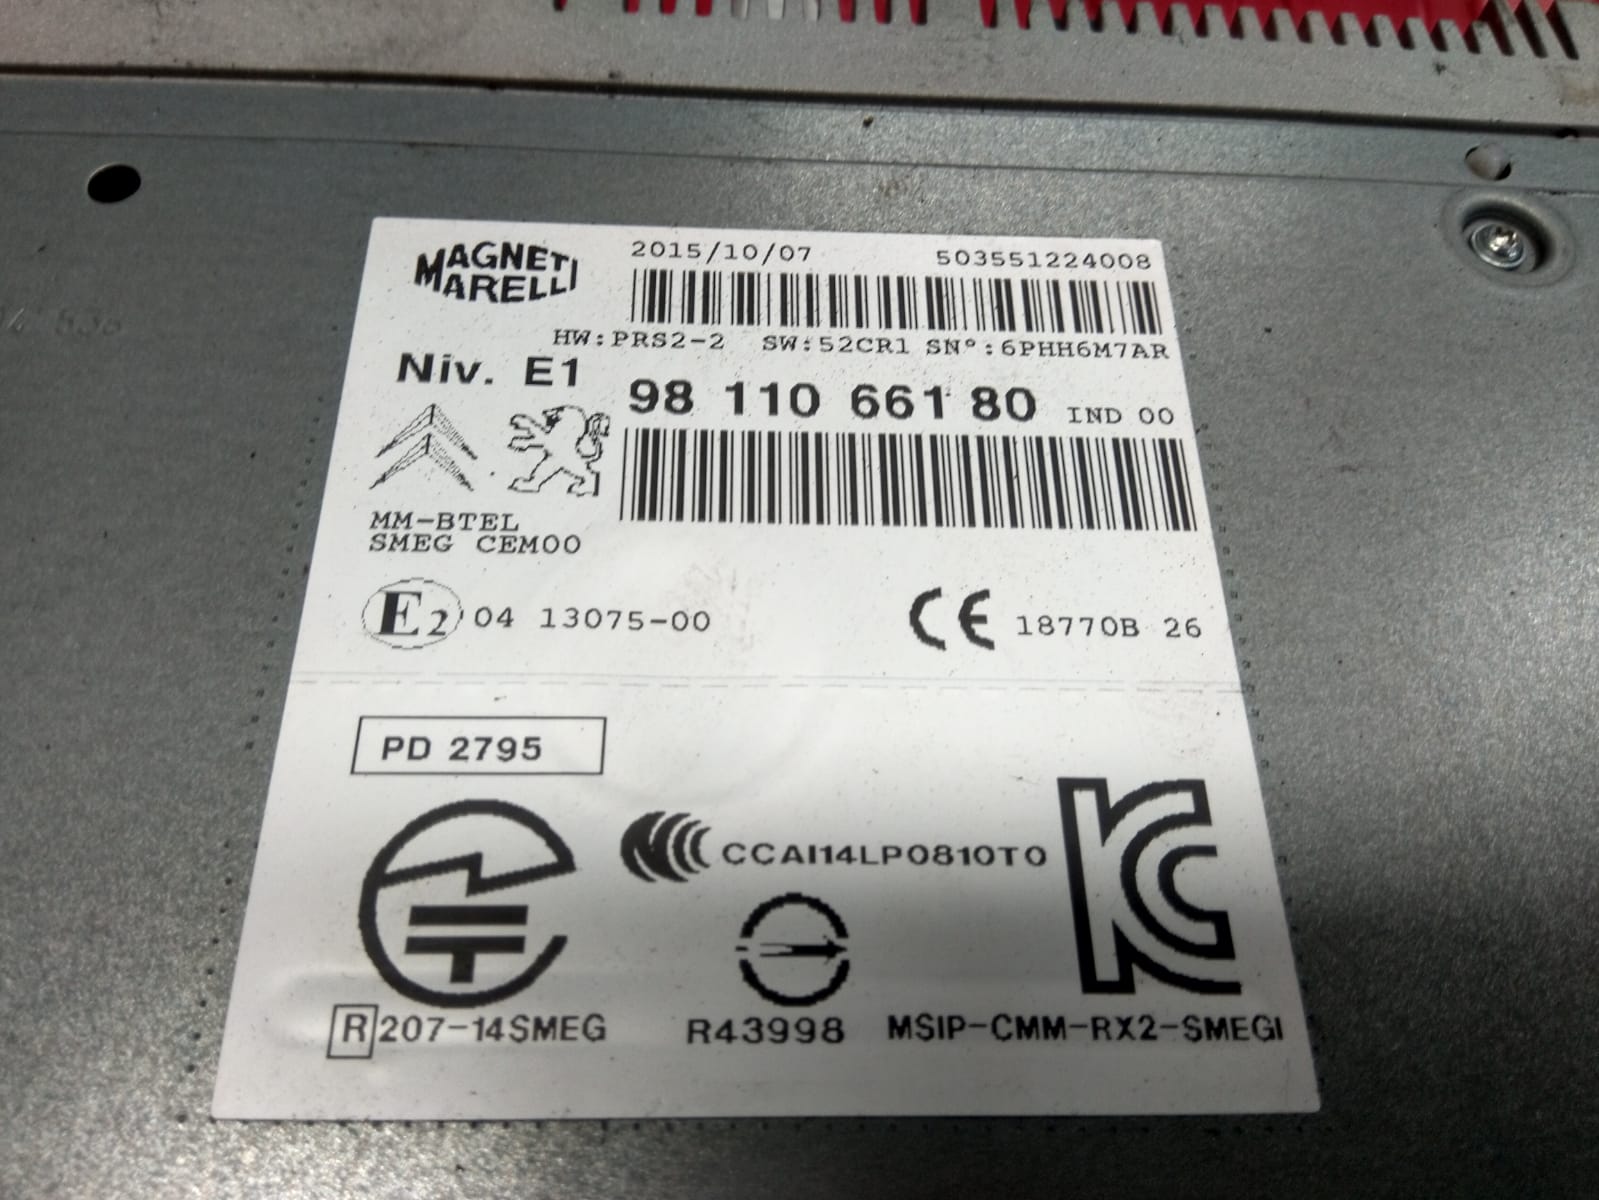 MAGNETI
MARELLI
2015/10/07 503551224008
HW:PRS2-2 SW:52CR1 SN°:6PHH6M7AR
Niv. E1
98 110 661 80 IND 00
MM-BTEL
SMEG CEM00
E2 04 13075-00
CE 18770B 26
PD 2795
CCAI14LP0810T0
R 207-14SMEG
R43998
MSIP-CMM-RX2-SMEGI